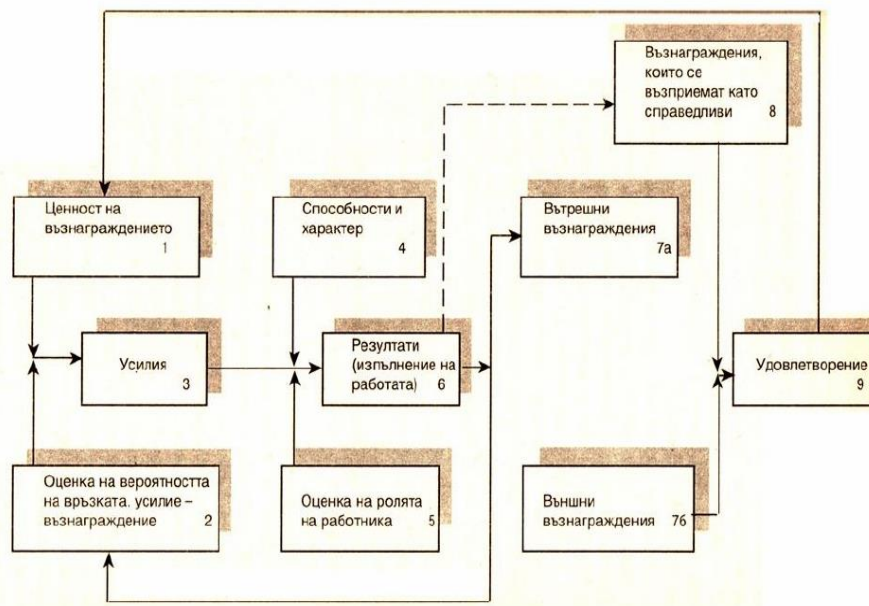 Възнаграждения,
които се
възприемат като
справедливи 8
Ценност на
възнаграждението
1
Способности и
характер
4
Вътрешни
възнаграждения
7а
Усилия
3
Резултати
(изпълнение на
работата) 6
Удовлетворение
9
Оценка на вероятността
на връзката. усилие –
възнаграждение 2
Оценка на ролята
на работника 5
Външни
възнаграждения 7б